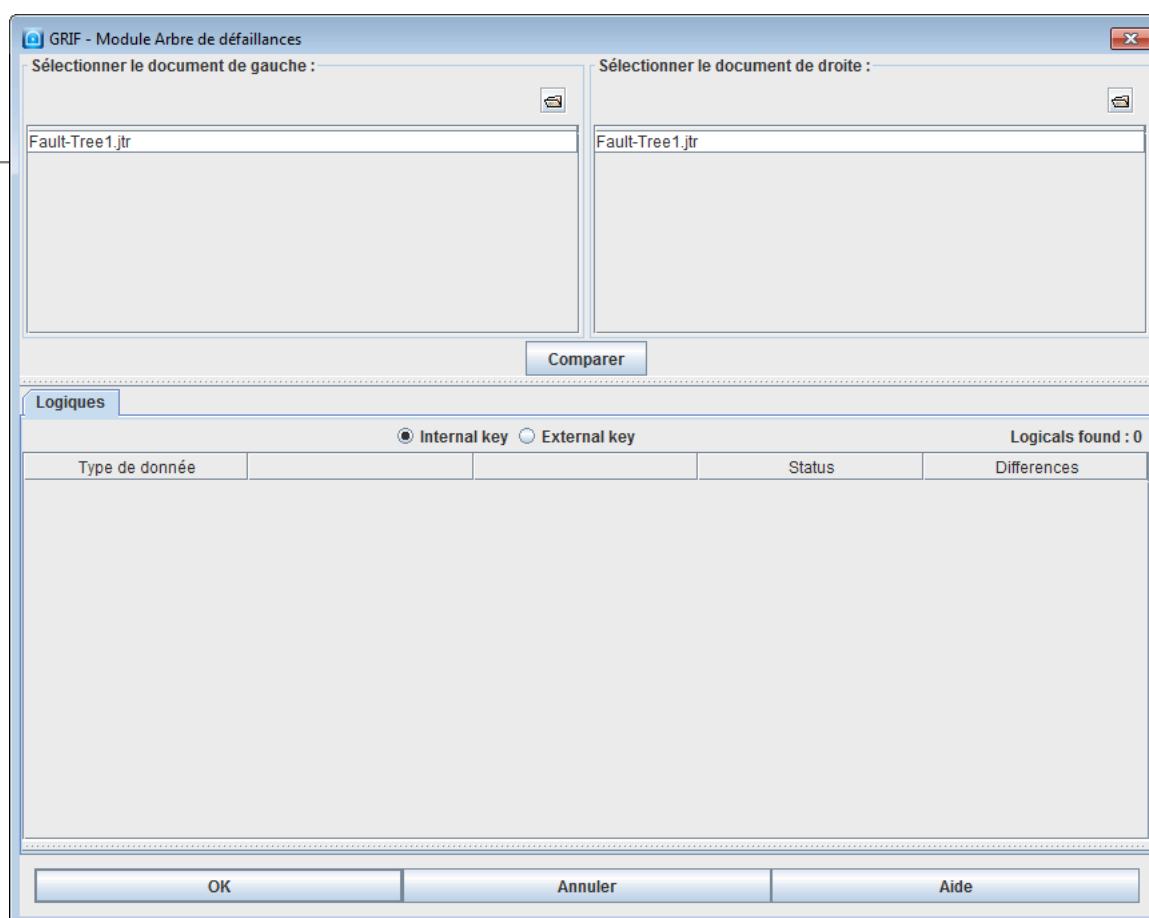 GRIF - Module Arbre de défaillances
Sélectionner le document de gauche :
Sélectionner le document de droite :
Fault-Tree1.jtr
Fault-Tree1.jtr
Comparer
Logiques
Internal key External key Logicals found : 0
Type de donnée Status Differences
OK Annuler Aide